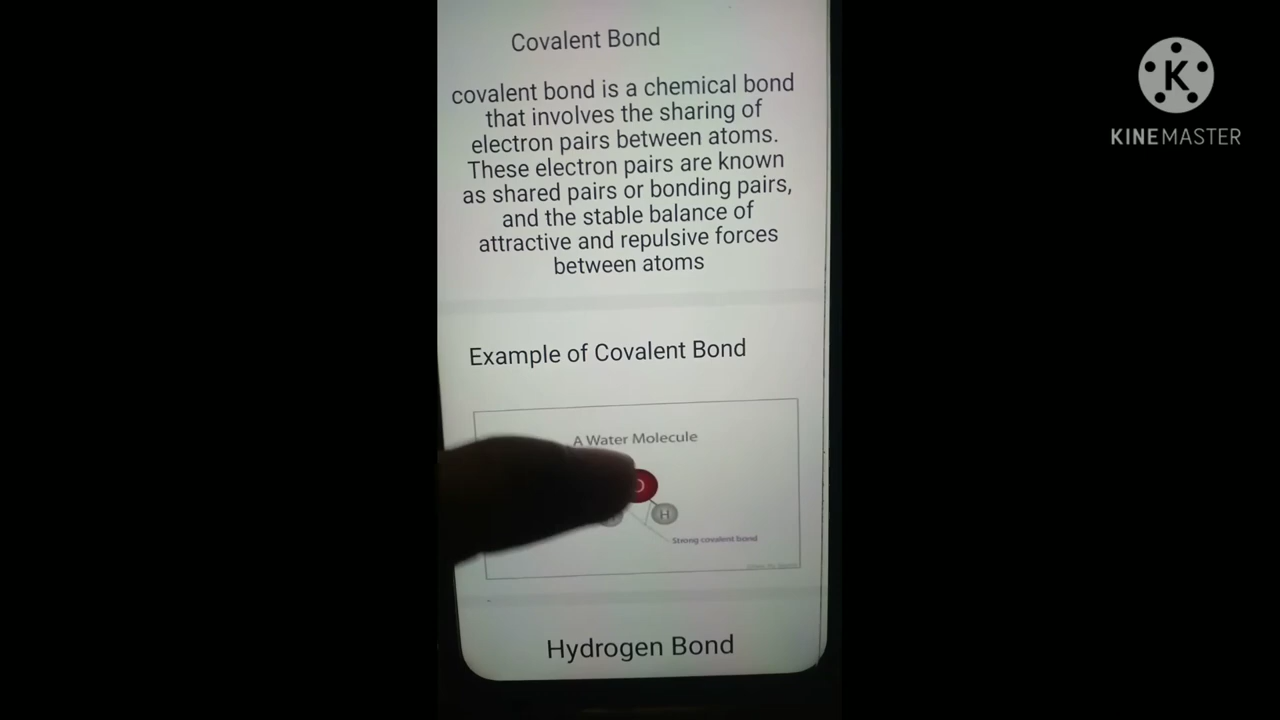 Covalent Bond
covalent bond is a chemical bond
that involves the sharing of
electron pairs between atoms.
These electron pairs are known
as shared pairs or bonding pairs,
and the stable balance of
attractive and repulsive forces
between atoms
Example of Covalent Bond
A Water Molecule
O
H
Strong covalent bond
Hydrogen Bond
K
KINEMASTER